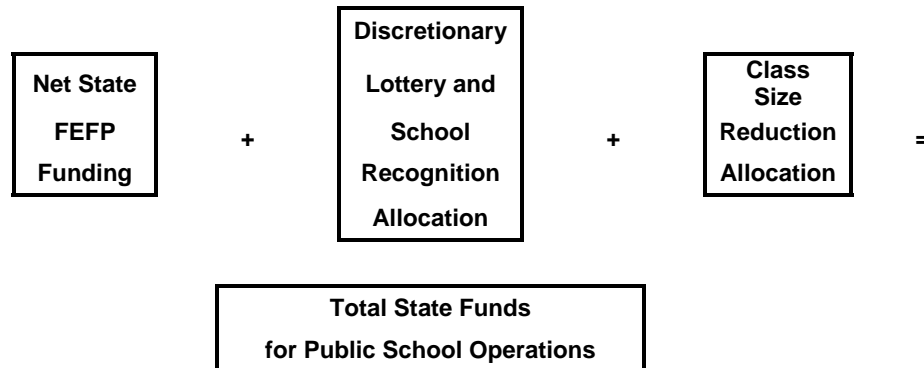 Net State
FEFP
Funding
+
Discretionary
Lottery and
School
Recognition
Allocation
+
Class
Size
Reduction
Allocation
=
Total State Funds
for Public School Operations